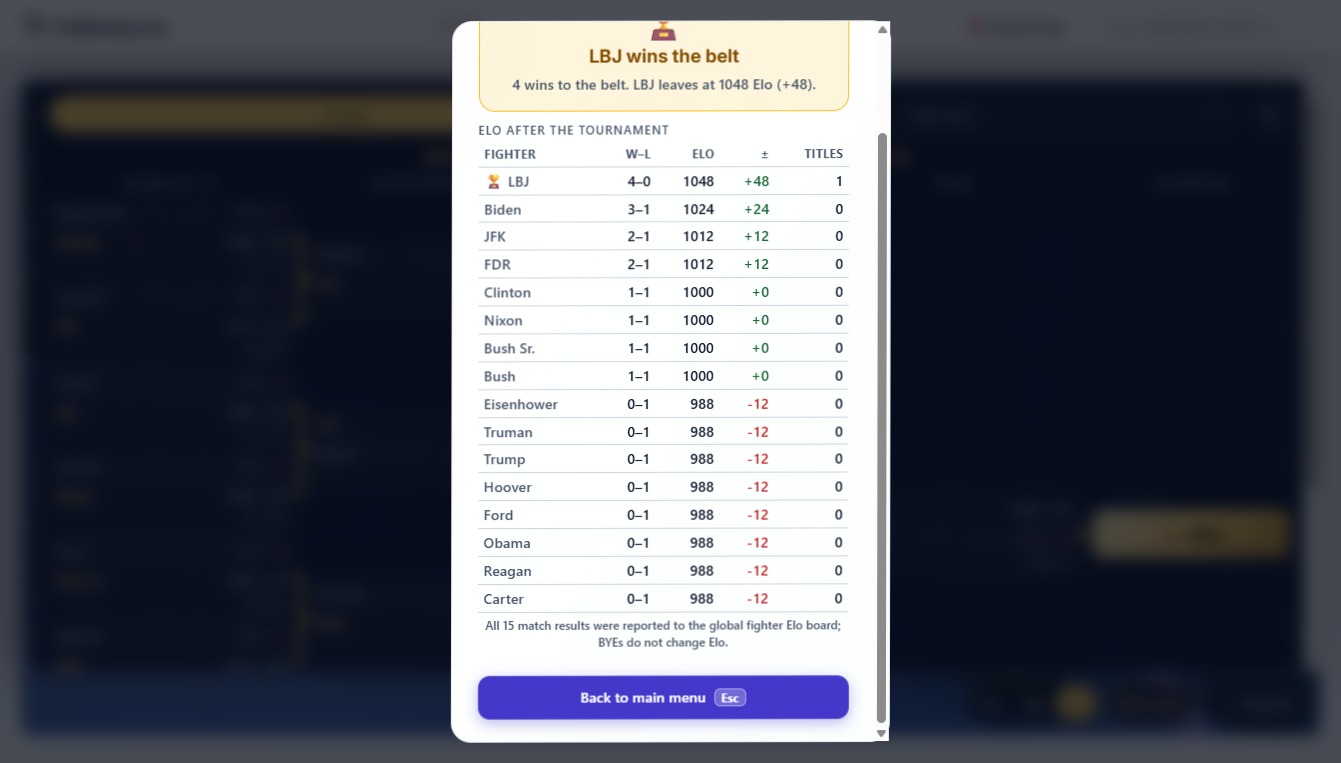 LBJ wins the belt
4 wins to the belt. LBJ leaves at 1048 Elo (+48).
ELO AFTER THE TOURNAMENT
FIGHTER W–L ELO ± TITLES
LBJ 4–0 1048 +48 1
Biden 3–1 1024 +24 0
JFK 2–1 1012 +12 0
FDR 2–1 1012 +12 0
Clinton 1–1 1000 +0 0
Nixon 1–1 1000 +0 0
Bush Sr. 1–1 1000 +0 0
Bush 1–1 1000 +0 0
Eisenhower 0–1 988 -12 0
Truman 0–1 988 -12 0
Trump 0–1 988 -12 0
Hoover 0–1 988 -12 0
Ford 0–1 988 -12 0
Obama 0–1 988 -12 0
Reagan 0–1 988 -12 0
Carter 0–1 988 -12 0
All 15 match results were reported to the global fighter Elo board;
BYEs do not change Elo.
Back to main menu Esc